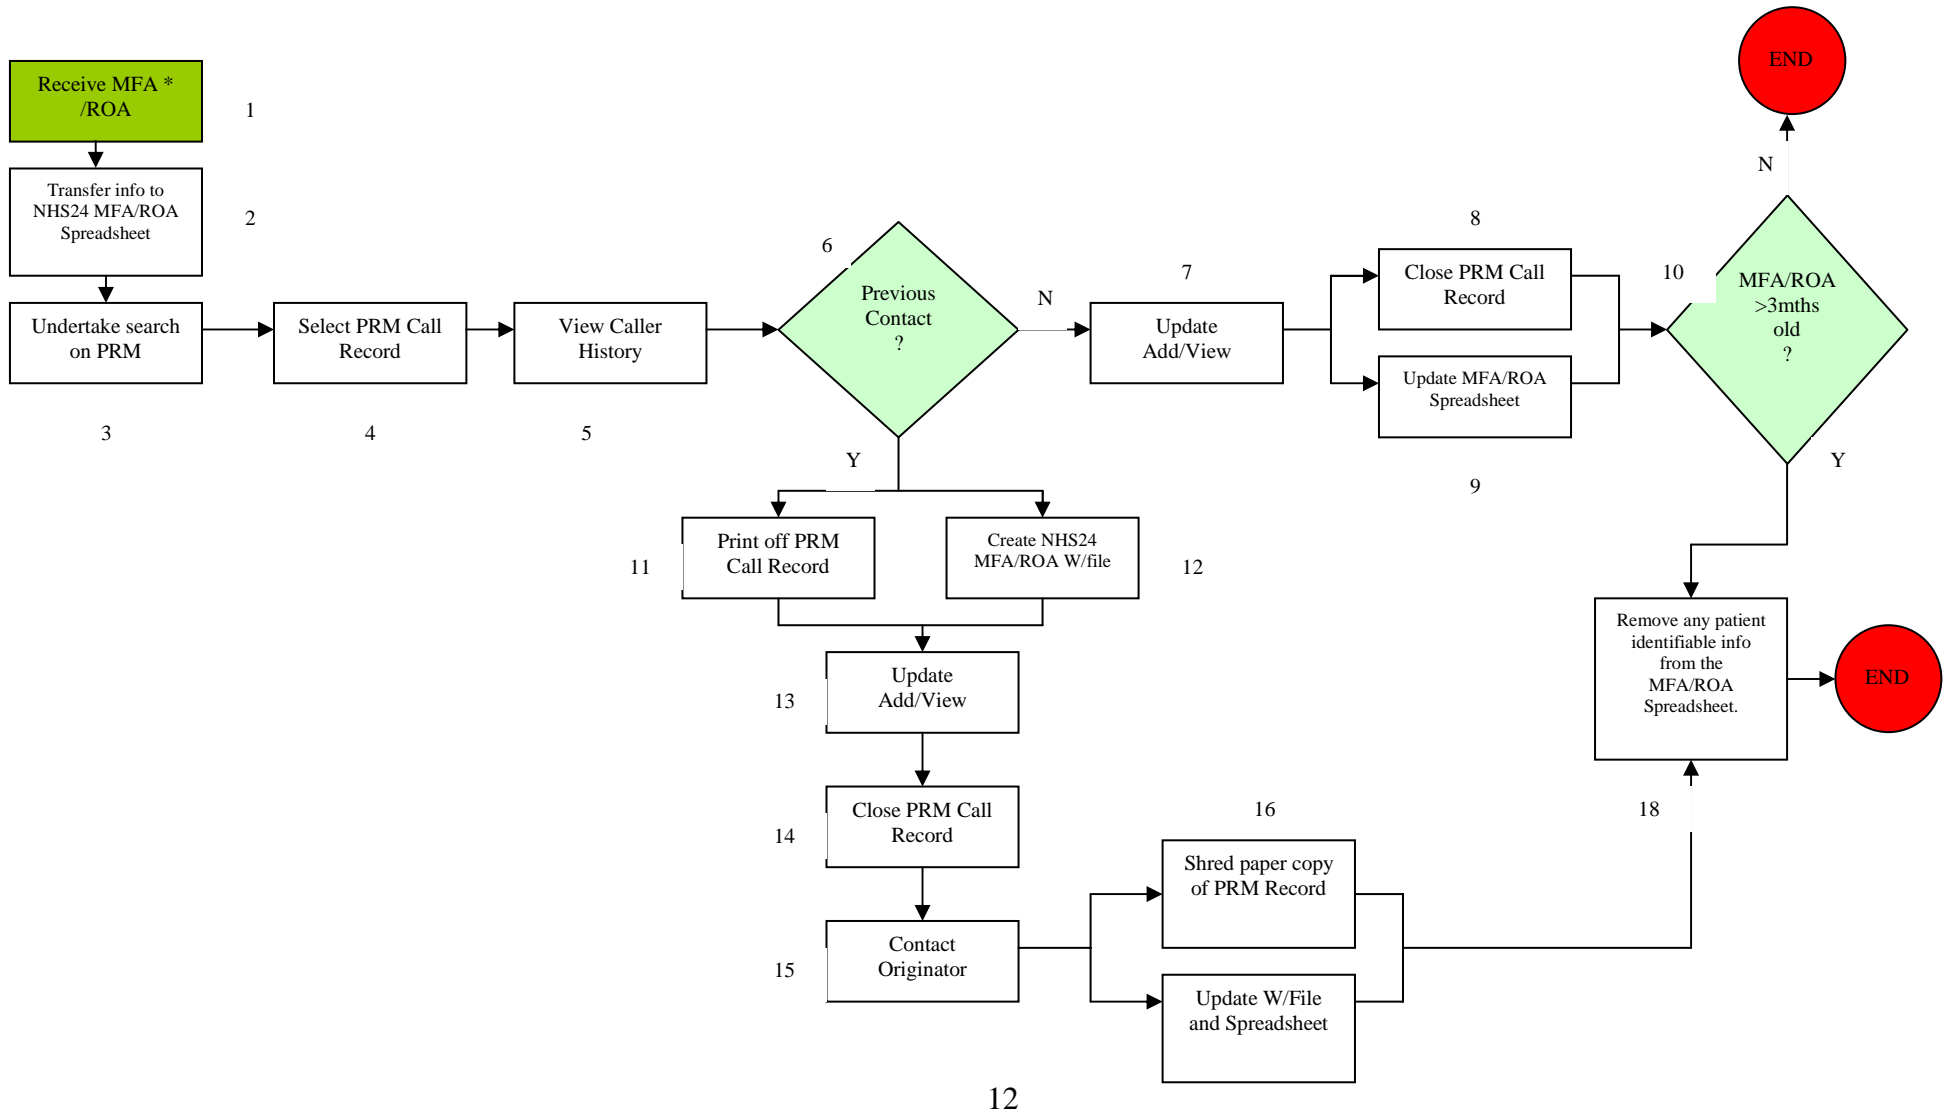 END
Receive MFA *
/ROA
1
Transfer info to
NHS24 MFA/ROA
Spreadsheet
2
N
8
6
7
Close PRM Call
Record
10
MFA/ROA
>3mths
old
?
Previous
Contact
?
N
Undertake search
on PRM
Select PRM Call
Record
View Caller
History
Update
Add/View
Update MFA/ROA
Spreadsheet
3
4
5
Y
Y
9
11
Print off PRM
Call Record
Create NHS24
MFA/ROA W/file
12
Remove any patient
identifiable info
from the
MFA/ROA
Spreadsheet.
END
13
Update
Add/View
14
Close PRM Call
Record
16
18
Shred paper copy
of PRM Record
15
Contact
Originator
Update W/File
and Spreadsheet
12